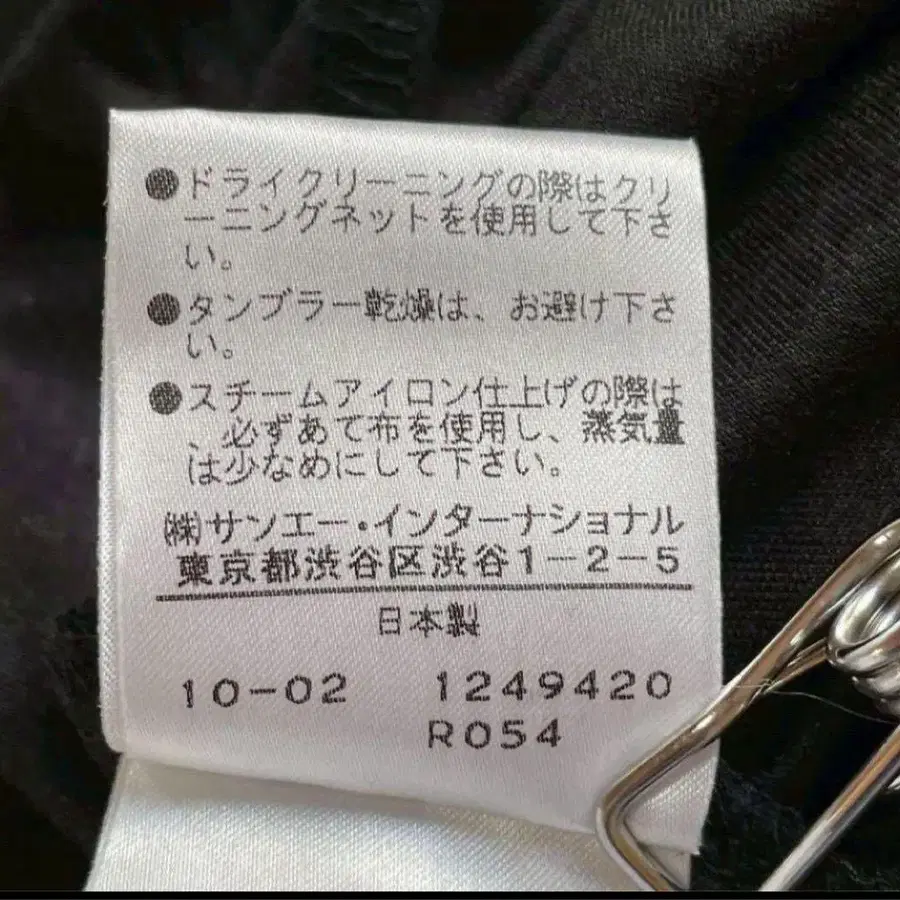 ●ドライクリーニングの際はクリ
ーニングネットを使用して下さ
い。
●タンブラー乾燥は、お避け下さ
い。
●スチームアイロン仕上げの際は
、必ずあて布を使用し、蒸気量
は少なめにして下さい。
㈱サンエー・インターナショナル
東京都渋谷区渋谷1-2-5
日本製
10-02 1249420
R054